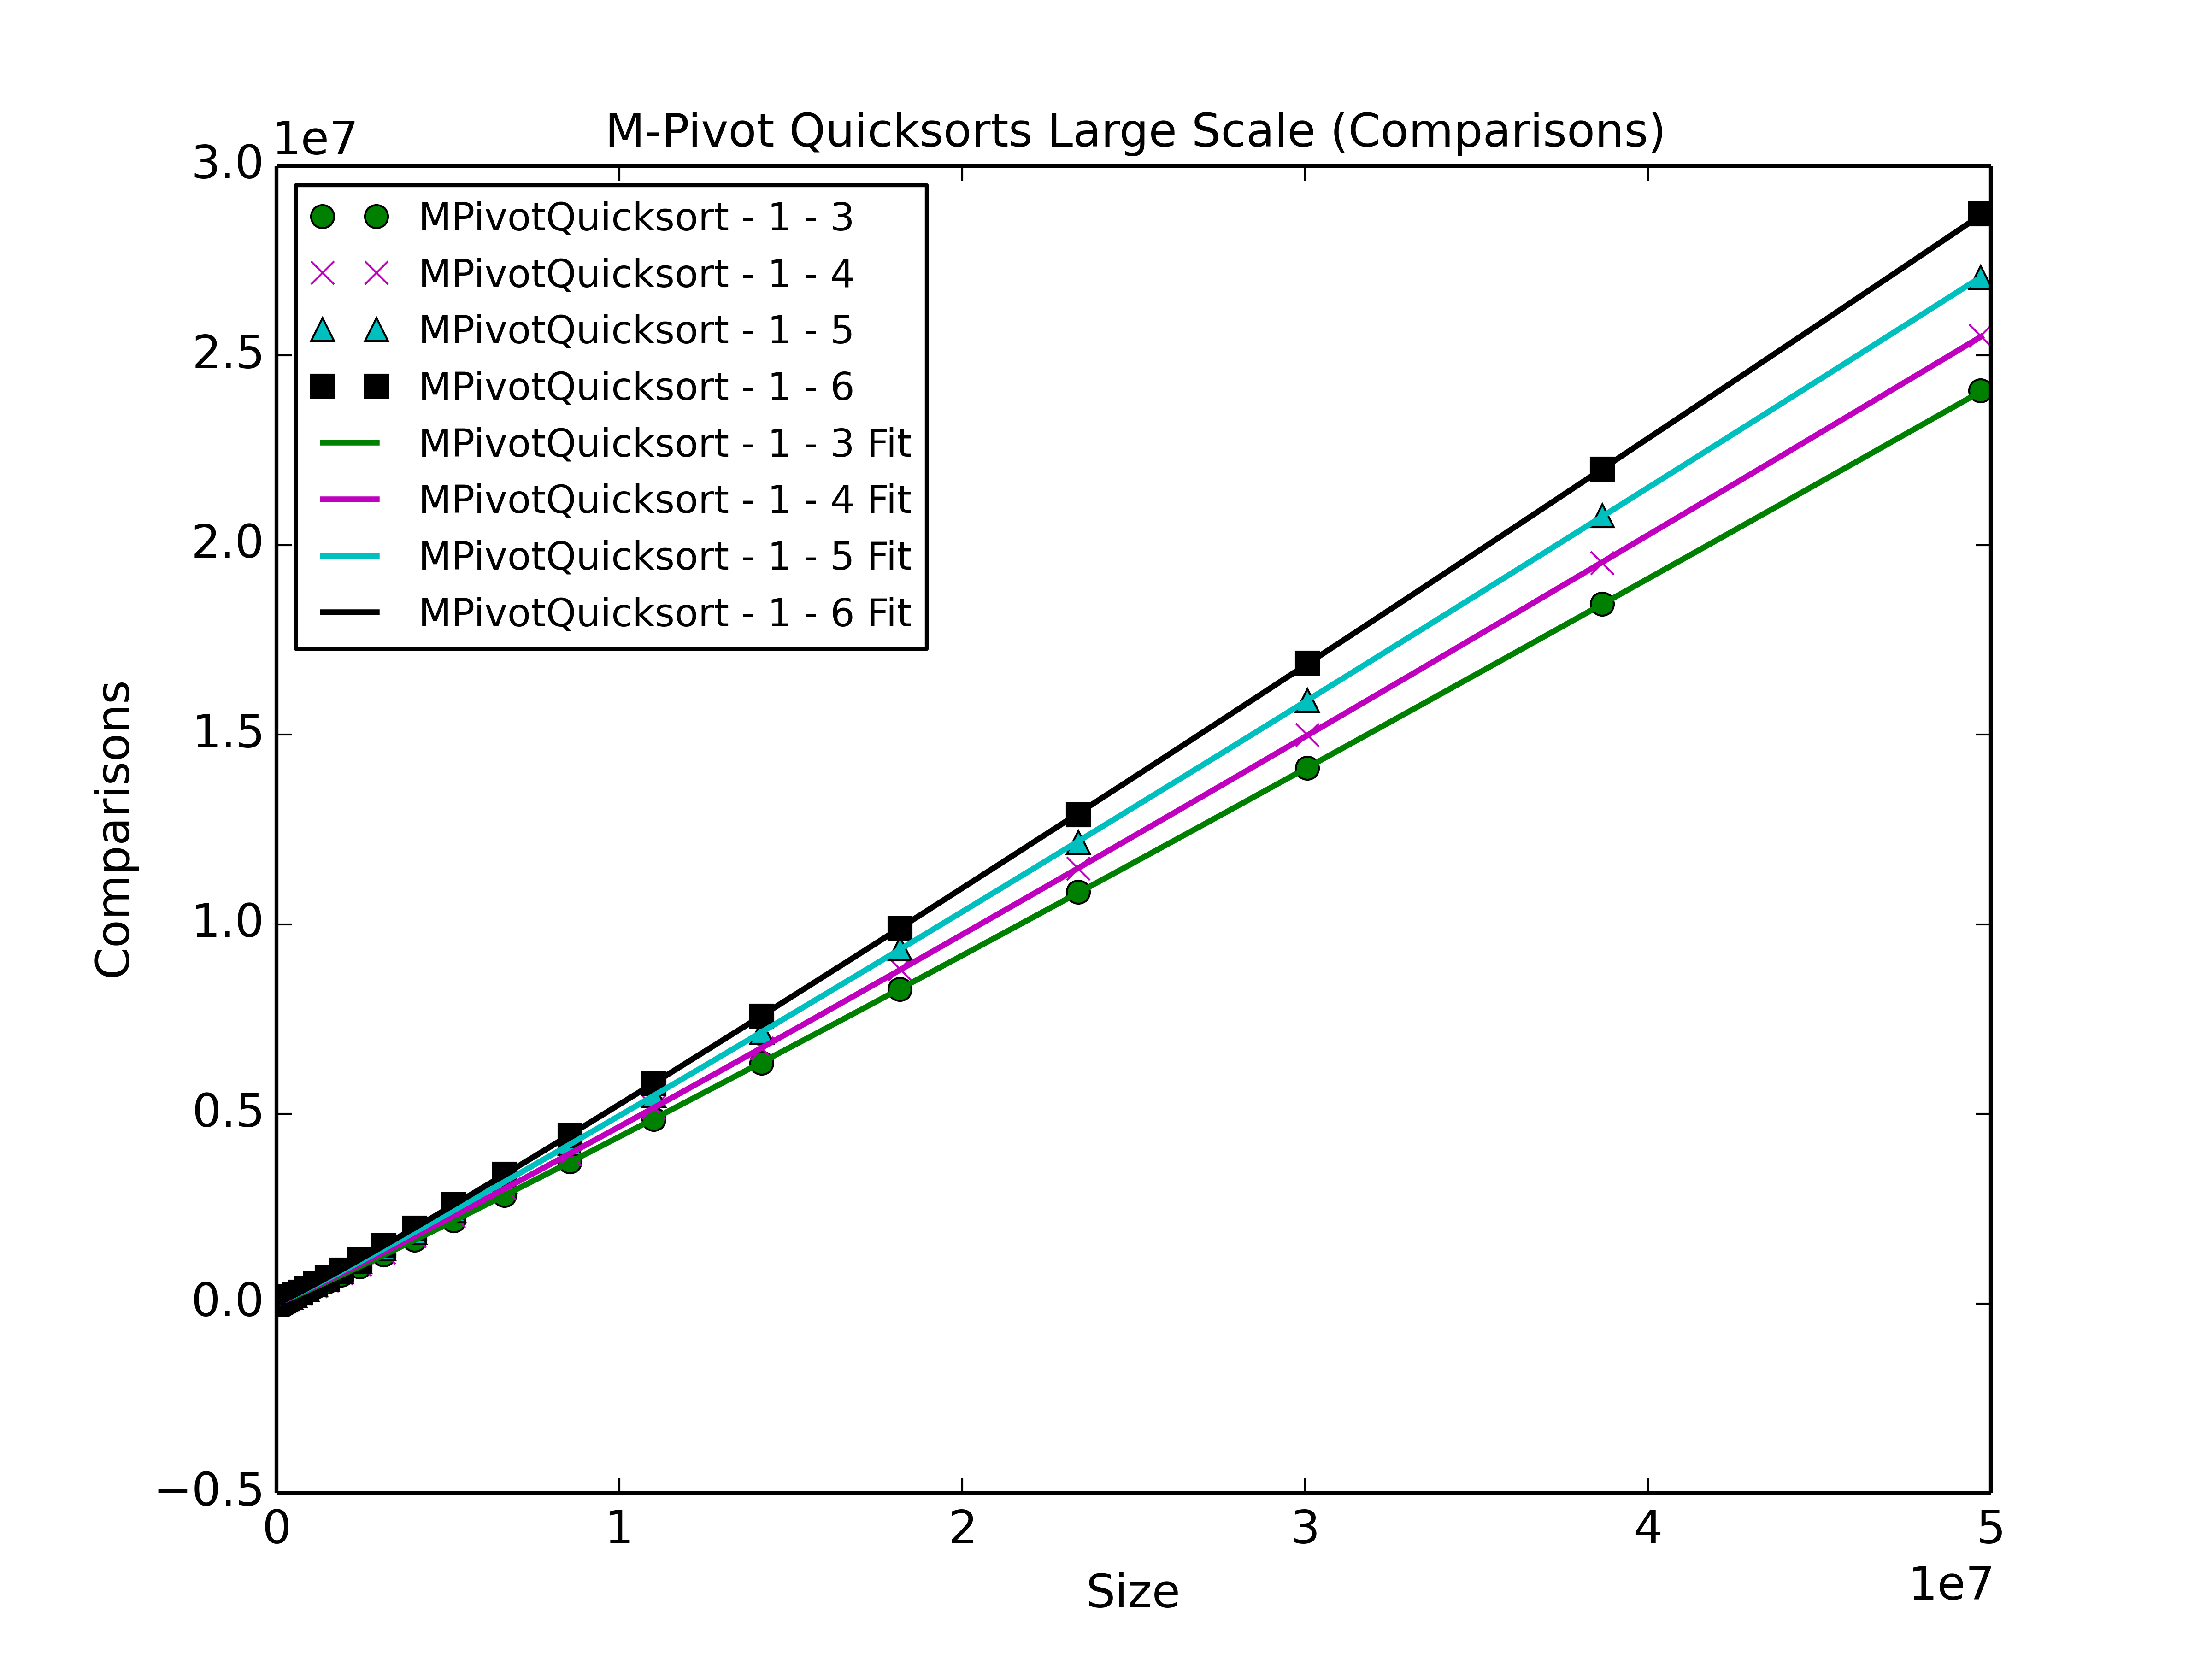 M-Pivot Quicksorts Large Scale (Comparisons)
1e7
3.0
2.5
2.0
1.5
1.0
0.5
0.0
−0.5
Comparisons
MPivotQuicksort - 1 - 3
MPivotQuicksort - 1 - 4
MPivotQuicksort - 1 - 5
MPivotQuicksort - 1 - 6
MPivotQuicksort - 1 - 3 Fit
MPivotQuicksort - 1 - 4 Fit
MPivotQuicksort - 1 - 5 Fit
MPivotQuicksort - 1 - 6 Fit
0 1 2 3 4 5
Size
1e7